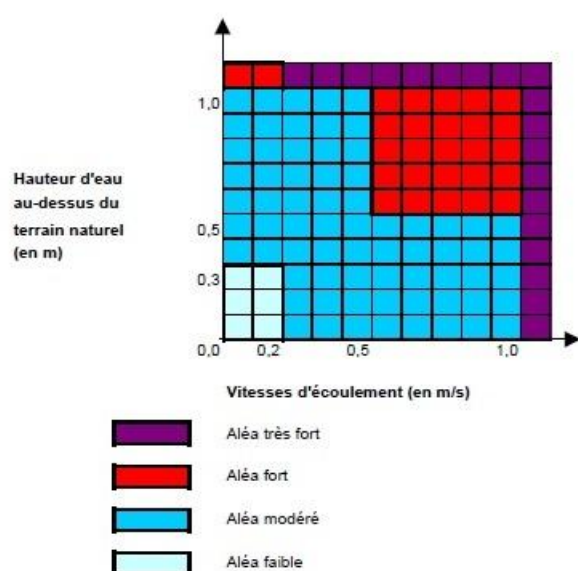 1,0
Hauteur d'eau
au-dessus du
terrain naturel
(en m)
0,5
0,3
0,0 0,2 0,5 1,0
Vitesses d'écoulement (en m/s)
Aléa très fort
Aléa fort
Aléa modéré
Aléa faible